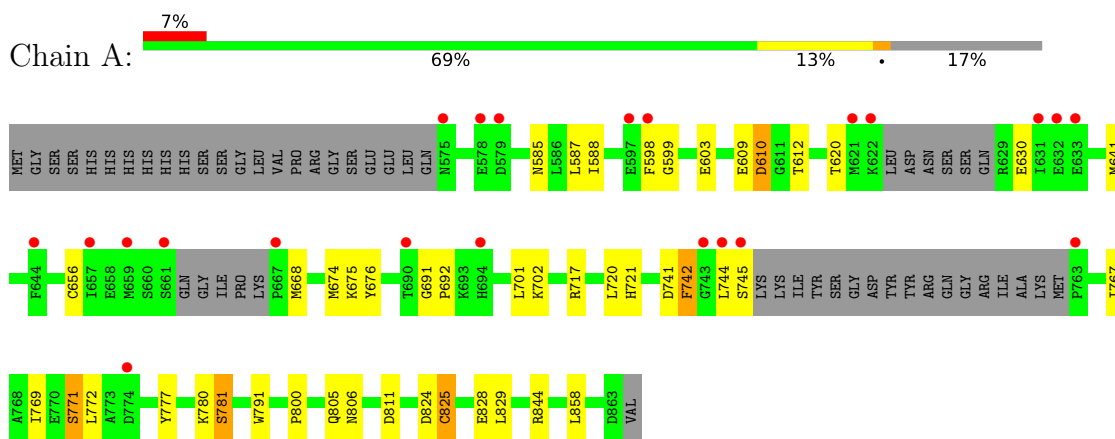 7%
Chain A:
69% 13% • 17%
MET GLY SER SER HIS HIS HIS HIS HIS HIS SER SER GLY LEU VAL PRO ARG GLY SER GLU GLU LEU GLN N575 E578 D579 N585 L586 L587 I588 E597 F598 G599 E603 E609 D610 G611 T612 T620 M621 K622 LEU ASP ASN SER SER GLN R629 E630 I631 E632 E633 M641
F644 C656 I657 E658 M659 S660 S661 GLN GLY ILE PRO LYS P667 M668 M674 K675 Y676 T690 G691 P692 K693 H694 L701 K702 R717 L720 H721 D741 F742 G743 L744 S745 LYS LYS ILE TYR SER GLY ASP TYR TYR ARG GLN GLY ARG ILE ALA LYS MET P763 I767
A768 I769 E770 S771 L772 A773 D774 Y777 K780 S781 W791 P800 Q805 N806 D811 D824 C825 E828 L829 R844 L858 D863 VAL